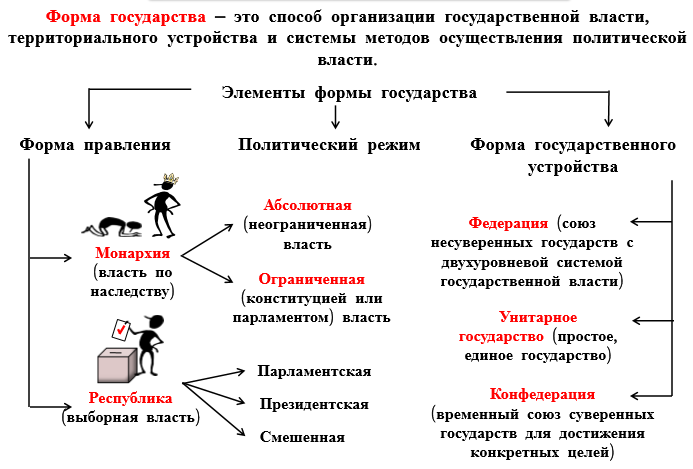 Форма государства – это способ организации государственной власти,
территориального устройства и системы методов осуществления политической
власти.
Элементы формы государства
Форма правления
Политический режим
Форма государственного
устройства
Монархия
(власть по
наследству)
Абсолютная
(неограниченная)
власть
Ограниченная
(конституцией или
парламентом) власть
Республика
(выборная власть)
Парламентская
Президентская
Смешенная
Федерация (союз
несуверенных государств с
двухуровневой системой
государственной власти)
Унитарное
государство (простое,
единое государство)
Конфедерация
(временный союз суверенных
государств для достижения
конкретных целей)